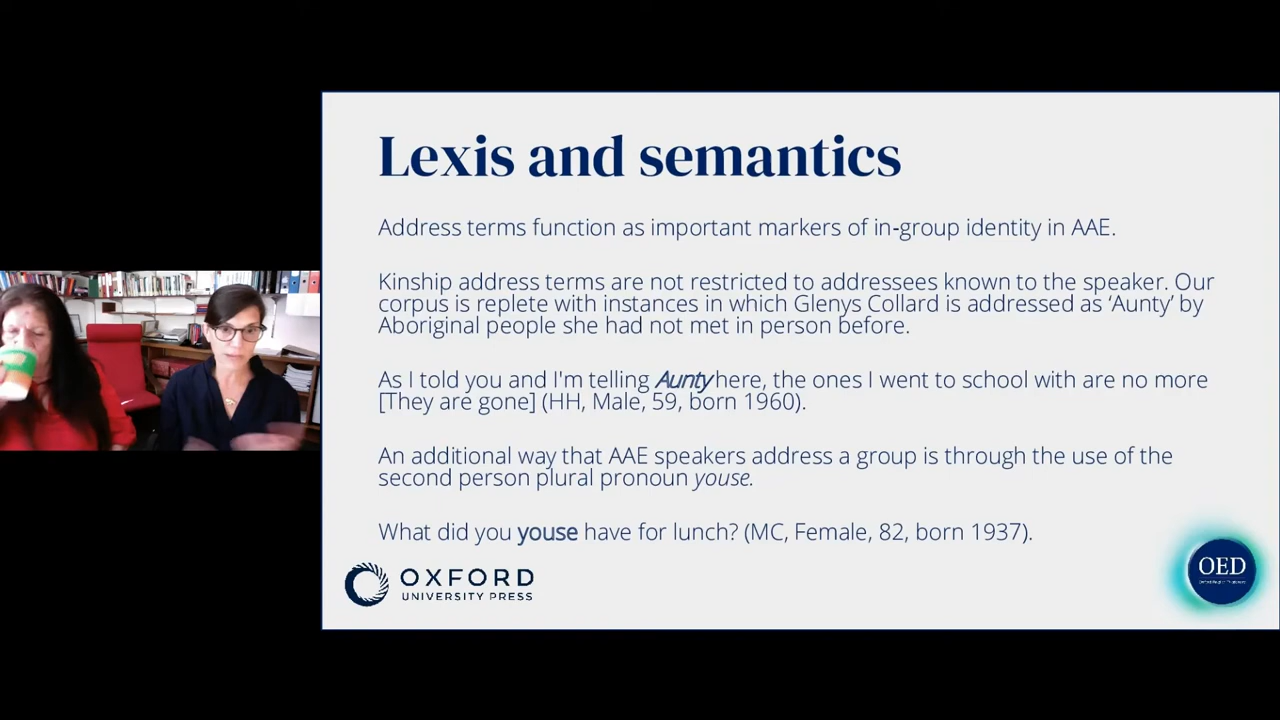 Lexis and semantics
Address terms function as important markers of in-group identity in AAE.
Kinship address terms are not restricted to addressees known to the speaker. Our
corpus is replete with instances in which Glenys Collard is addressed as ‘Aunty’ by
Aboriginal people she had not met in person before.
As I told you and I'm telling Aunty here, the ones I went to school with are no more
[They are gone] (HH, Male, 59, born 1960).
An additional way that AAE speakers address a group is through the use of the
second person plural pronoun youse.
What did you youse have for lunch? (MC, Female, 82, born 1937).
OXFORD
UNIVERSITY PRESS
OED